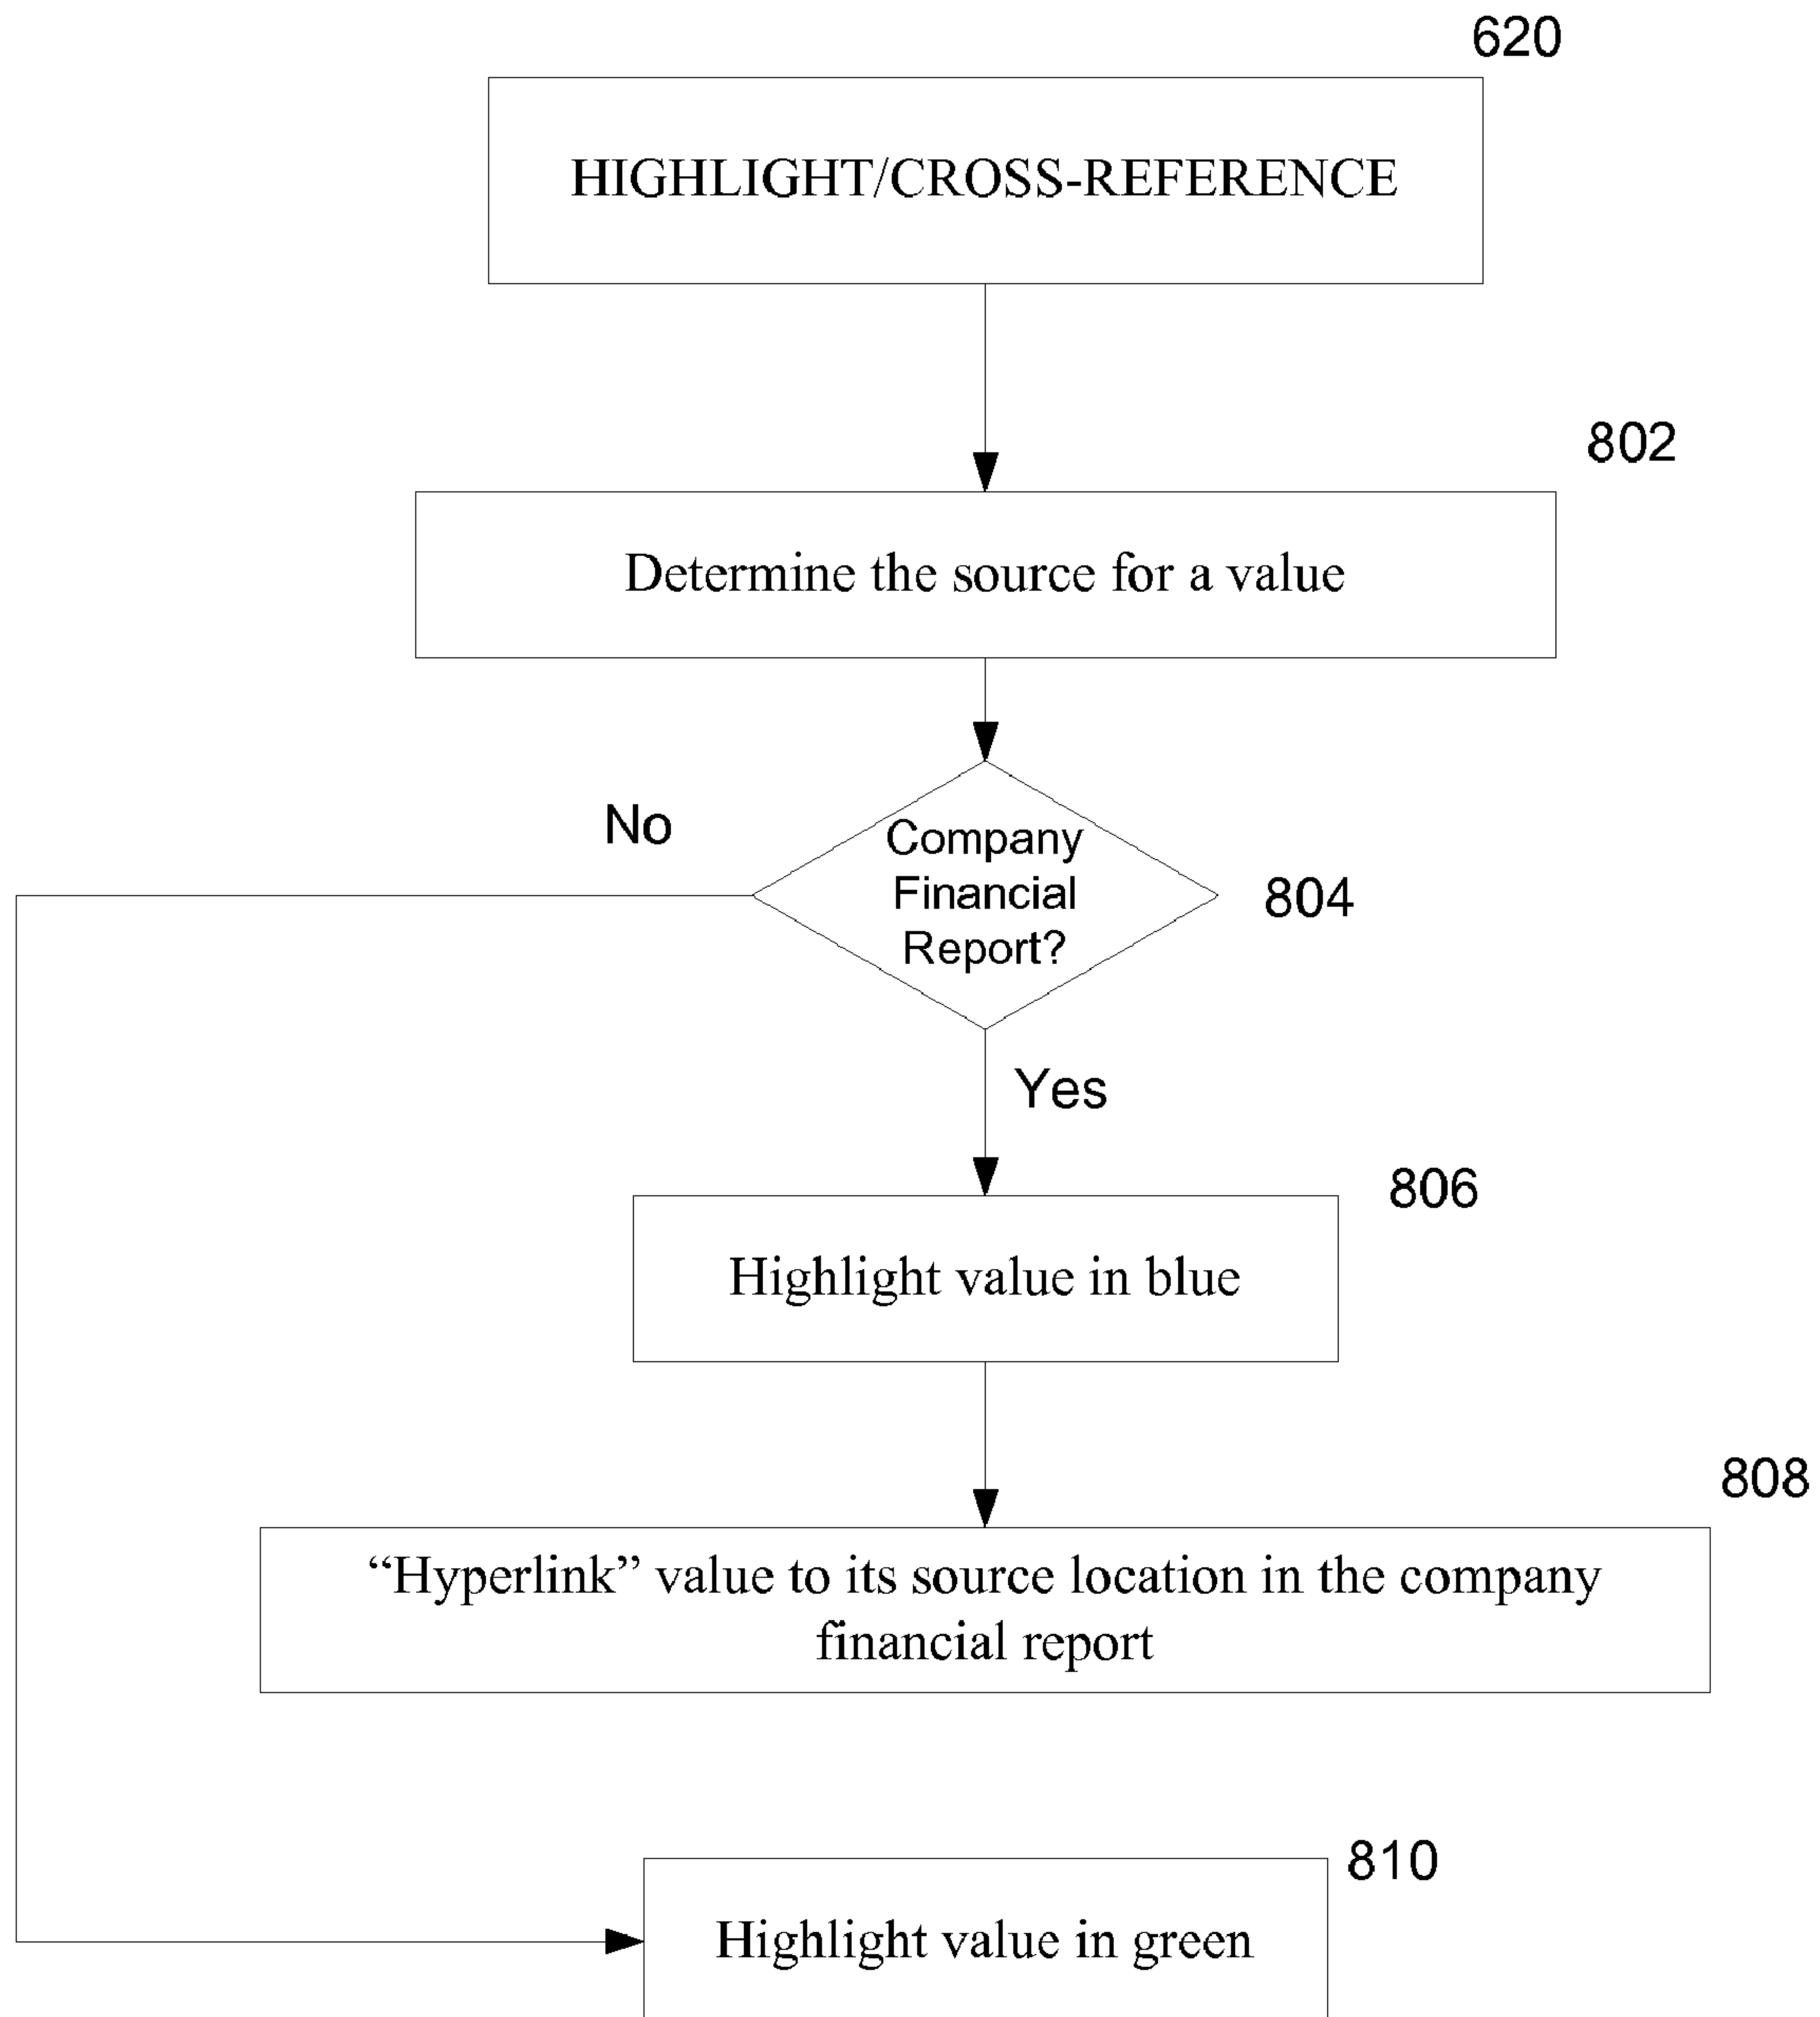 620
HIGHLIGHT/CROSS-REFERENCE
802
Determine the source for a value
No
Company
Financial
Report?
804
Yes
806
Highlight value in blue
808
“Hyperlink” value to its source location in the company
financial report
810
Highlight value in green